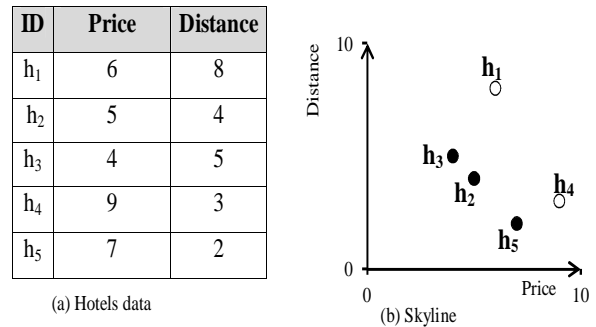 ID Price Distance
h₁ 6 8
h₂ 5 4
h₃ 4 5
h₄ 9 3
h₅ 7 2
(a) Hotels data
10
Distance
h₁
h₃
h₂
h₄
h₅
0
0
Price
10
(b) Skyline